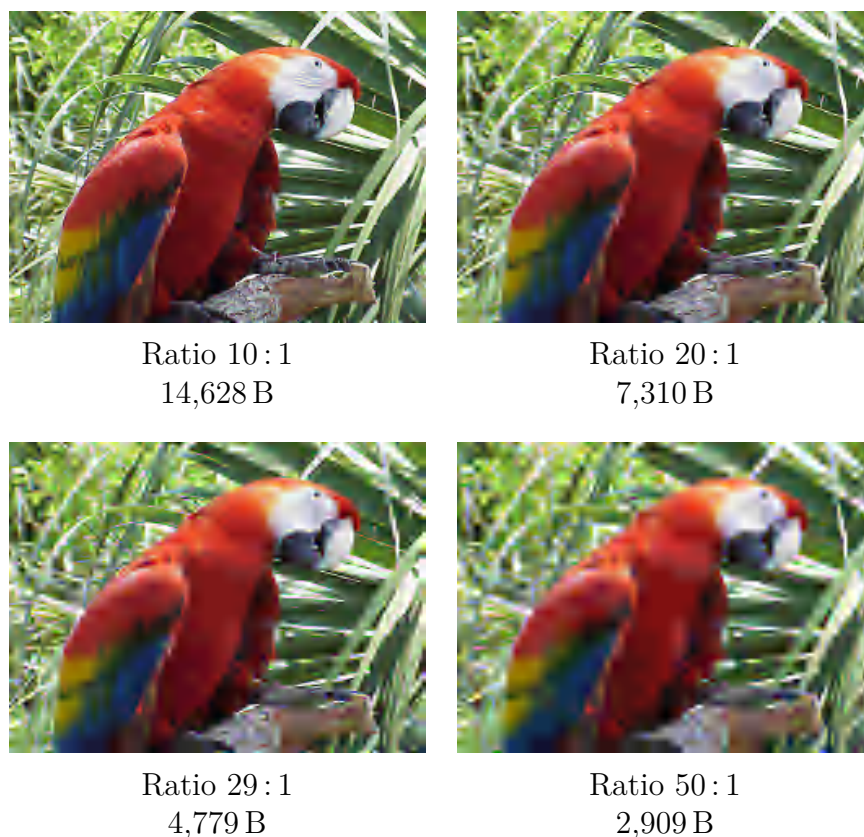 Ratio 10 : 1
14,628 B
Ratio 20 : 1
7,310 B
Ratio 29 : 1
4,779 B
Ratio 50 : 1
2,909 B